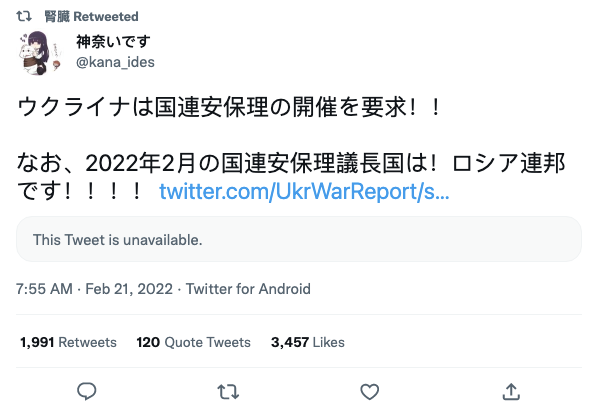 腎臓 Retweeted
神奈いです
@kana_ides
ウクライナは国連安保理の開催を要求！！
なお、2022年2月の国連安保理議長国は！ロシア連邦
です！！！！ twitter.com/UkrWarReport/s...
This Tweet is unavailable.
7:55 AM · Feb 21, 2022 · Twitter for Android
1,991 Retweets 120 Quote Tweets 3,457 Likes